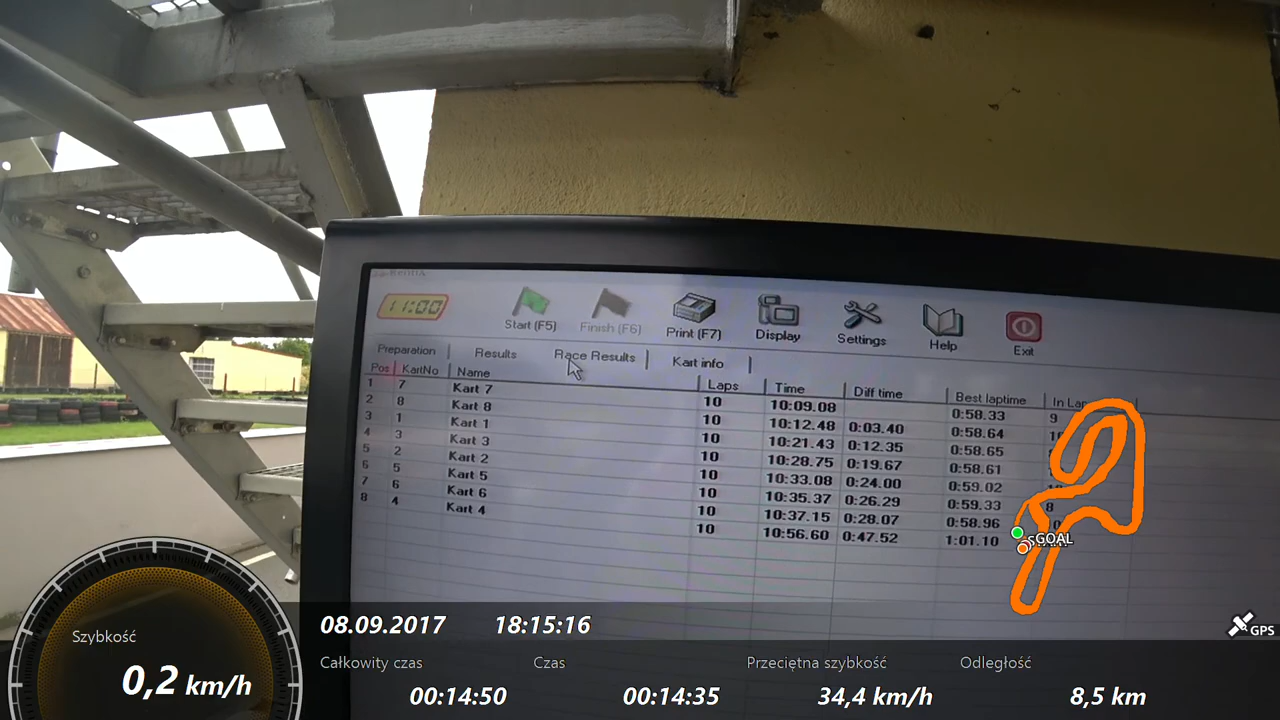 11:00
Start (F5) Finish (F6) Print (F7) Display Settings Help Exit
Preparation Results Race Results Kart info
Pos KartNo Name Laps Time Diff time Best laptime
1 7 Kart 7 10 10:09.08 0:58.33 9
2 8 Kart 8 10 10:12.48 0:03.40 0:58.64
3 1 Kart 1 10 10:21.43 0:12.35 0:58.65
4 3 Kart 3 10 10:28.75 0:19.67 0:58.61
5 2 Kart 2 10 10:33.08 0:24.00 0:59.02
6 5 Kart 5 10 10:35.37 0:26.29 0:59.33 8
7 6 Kart 6 10 10:37.15 0:28.07 0:58.96
8 4 Kart 4 10 10:56.60 0:47.52 1:01.10
GOAL
Szybkość
0,2 km/h
08.09.2017 18:15:16
GPS
Całkowity czas Czas Przeciętna szybkość Odległość
00:14:50 00:14:35 34,4 km/h 8,5 km